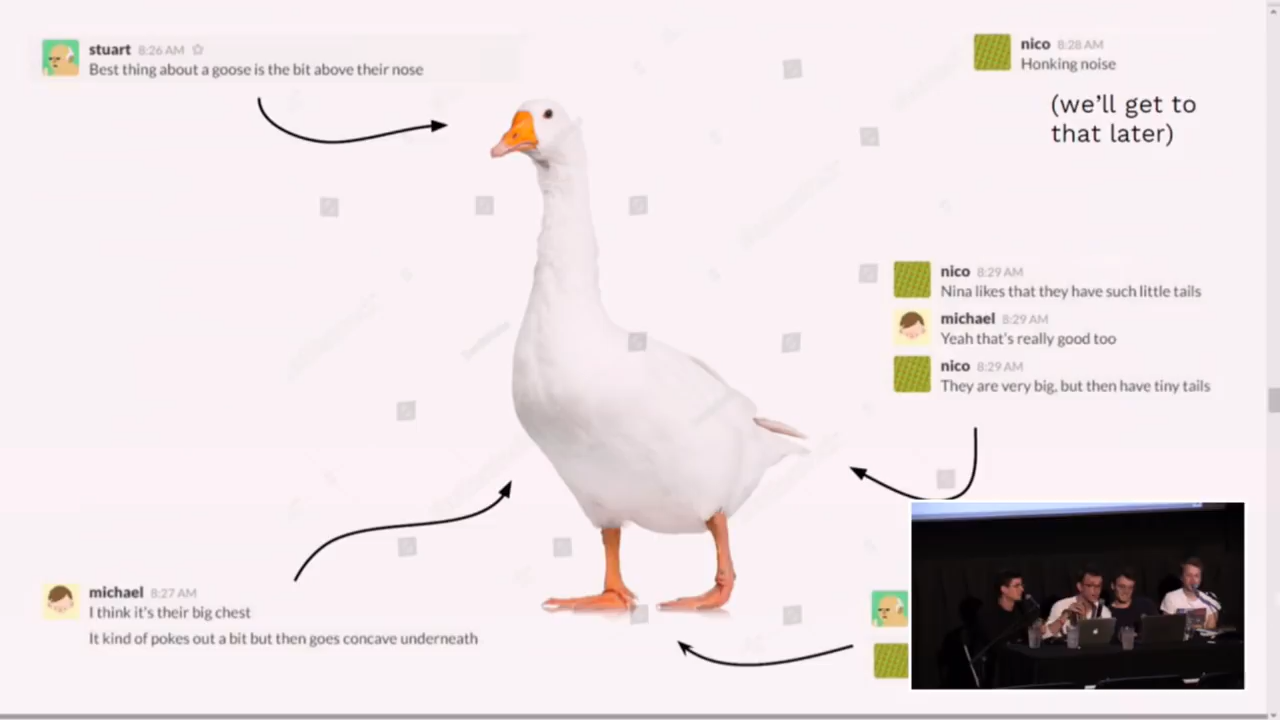 stuart 8:26 AM
Best thing about a goose is the bit above their nose
nico 8:28 AM
Honking noise
(we'll get to
that later)
nico 8:29 AM
Nina likes that they have such little tails
michael 8:29 AM
Yeah that's really good too
nico 8:29 AM
They are very big, but then have tiny tails
michael 8:27 AM
I think it's their big chest
It kind of pokes out a bit but then goes concave underneath